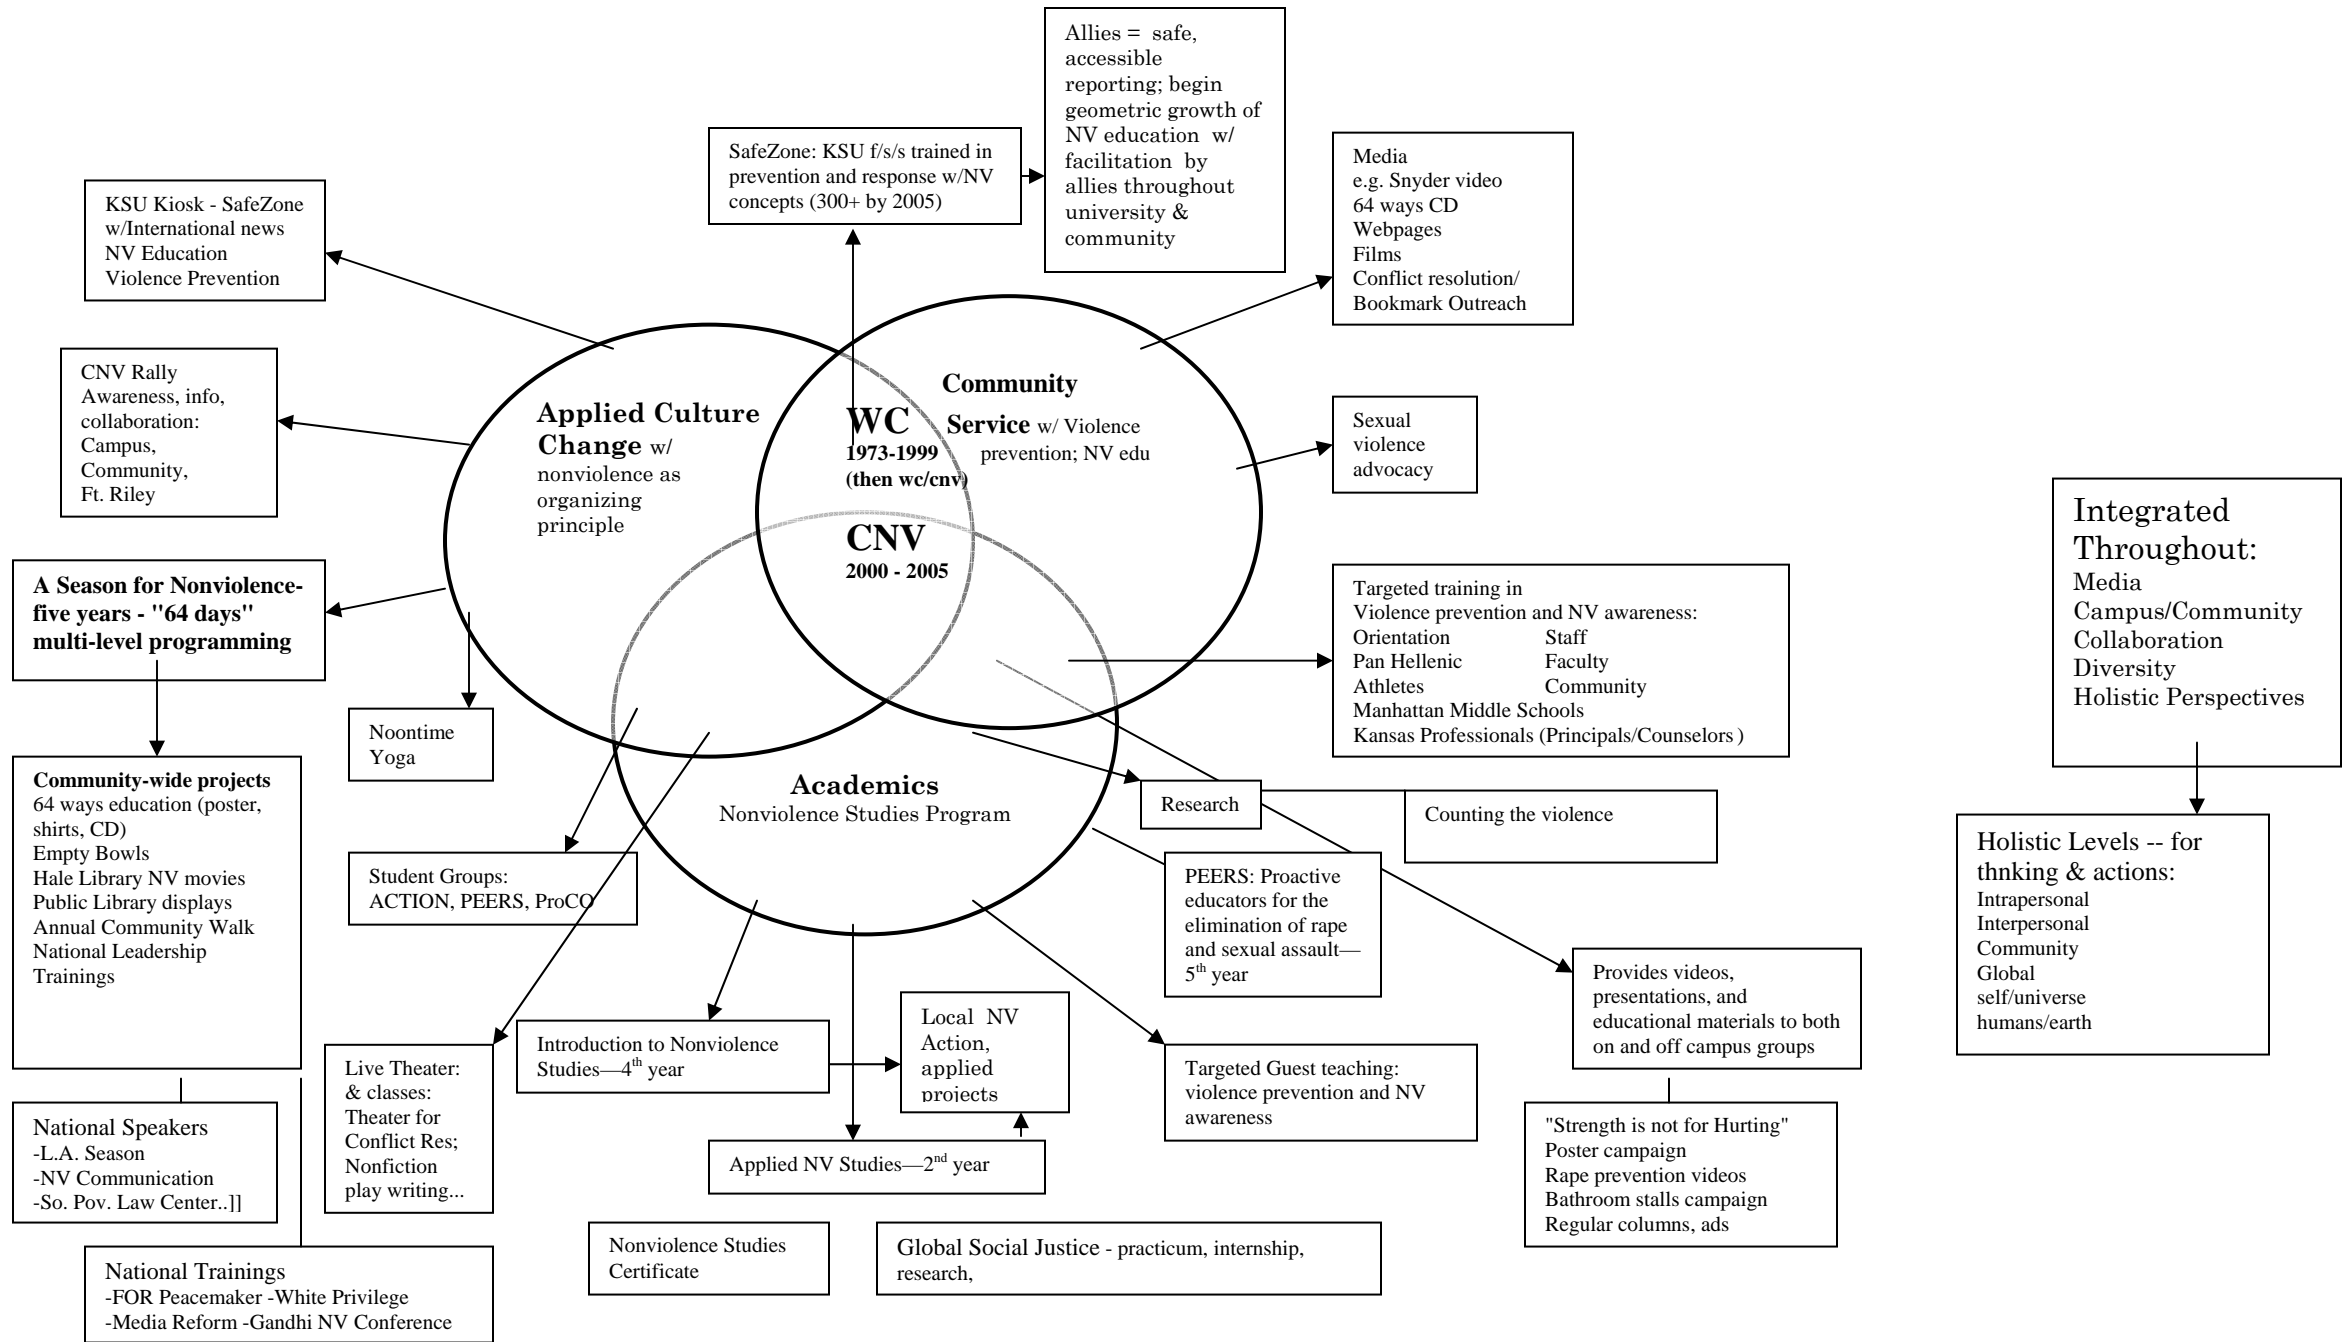 Allies = safe,
accessible
reporting; begin
geometric growth of
NV education w/
facilitation by
allies throughout
university &
community
SafeZone: KSU f/s/s trained in
prevention and response w/NV
concepts (300+ by 2005)
Media
e.g. Snyder video
64 ways CD
Webpages
Films
Conflict resolution/
Bookmark Outreach
KSU Kiosk - SafeZone
w/International news
NV Education
Violence Prevention
CNV Rally
Awareness, info,
collaboration:
Campus,
Community,
Ft. Riley
Applied Culture
Change w/
nonviolence as
organizing
principle
WC
1973-1999
(then wc/cnv)
CNV
2000 - 2005
Community
Service w/ Violence
prevention; NV edu
Sexual
violence
advocacy
Integrated
Throughout:
Media
Campus/Community
Collaboration
Diversity
Holistic Perspectives
A Season for Nonviolence-
five years - "64 days"
multi-level programming
Targeted training in
Violence prevention and NV awareness:
Orientation Staff
Pan Hellenic Faculty
Athletes Community
Manhattan Middle Schools
Kansas Professionals (Principals/Counselors )
Noontime
Yoga
Community-wide projects
64 ways education (poster,
shirts, CD)
Empty Bowls
Hale Library NV movies
Public Library displays
Annual Community Walk
National Leadership
Trainings
Academics
Nonviolence Studies Program
Research
Counting the violence
Holistic Levels -- for
thnking & actions:
Intrapersonal
Interpersonal
Community
Global
self/universe
humans/earth
Student Groups:
ACTION, PEERS, ProCO
PEERS: Proactive
educators for the
elimination of rape
and sexual assault—
5th year
Provides videos,
presentations, and
educational materials to both
on and off campus groups
Introduction to Nonviolence
Studies—4th year
Local NV
Action,
applied
projects
Live Theater:
& classes:
Theater for
Conflict Res;
Nonfiction
play writing...
Targeted Guest teaching:
violence prevention and NV
awareness
National Speakers
-L.A. Season
-NV Communication
-So. Pov. Law Center..]]
Applied NV Studies—2nd year
"Strength is not for Hurting"
Poster campaign
Rape prevention videos
Bathroom stalls campaign
Regular columns, ads
Nonviolence Studies
Certificate
Global Social Justice - practicum, internship,
research,
National Trainings
-FOR Peacemaker -White Privilege
-Media Reform -Gandhi NV Conference